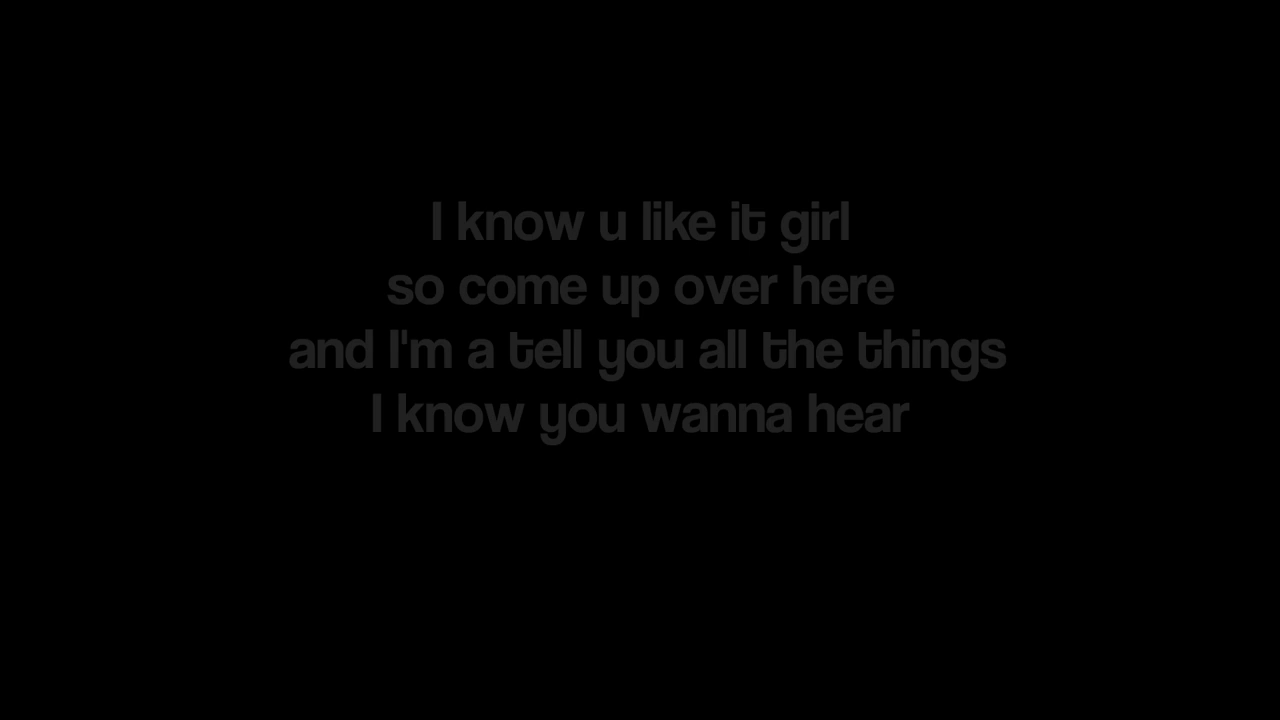 I know u like it girl
so come up over here
and I'm a tell you all the things
I know you wanna hear